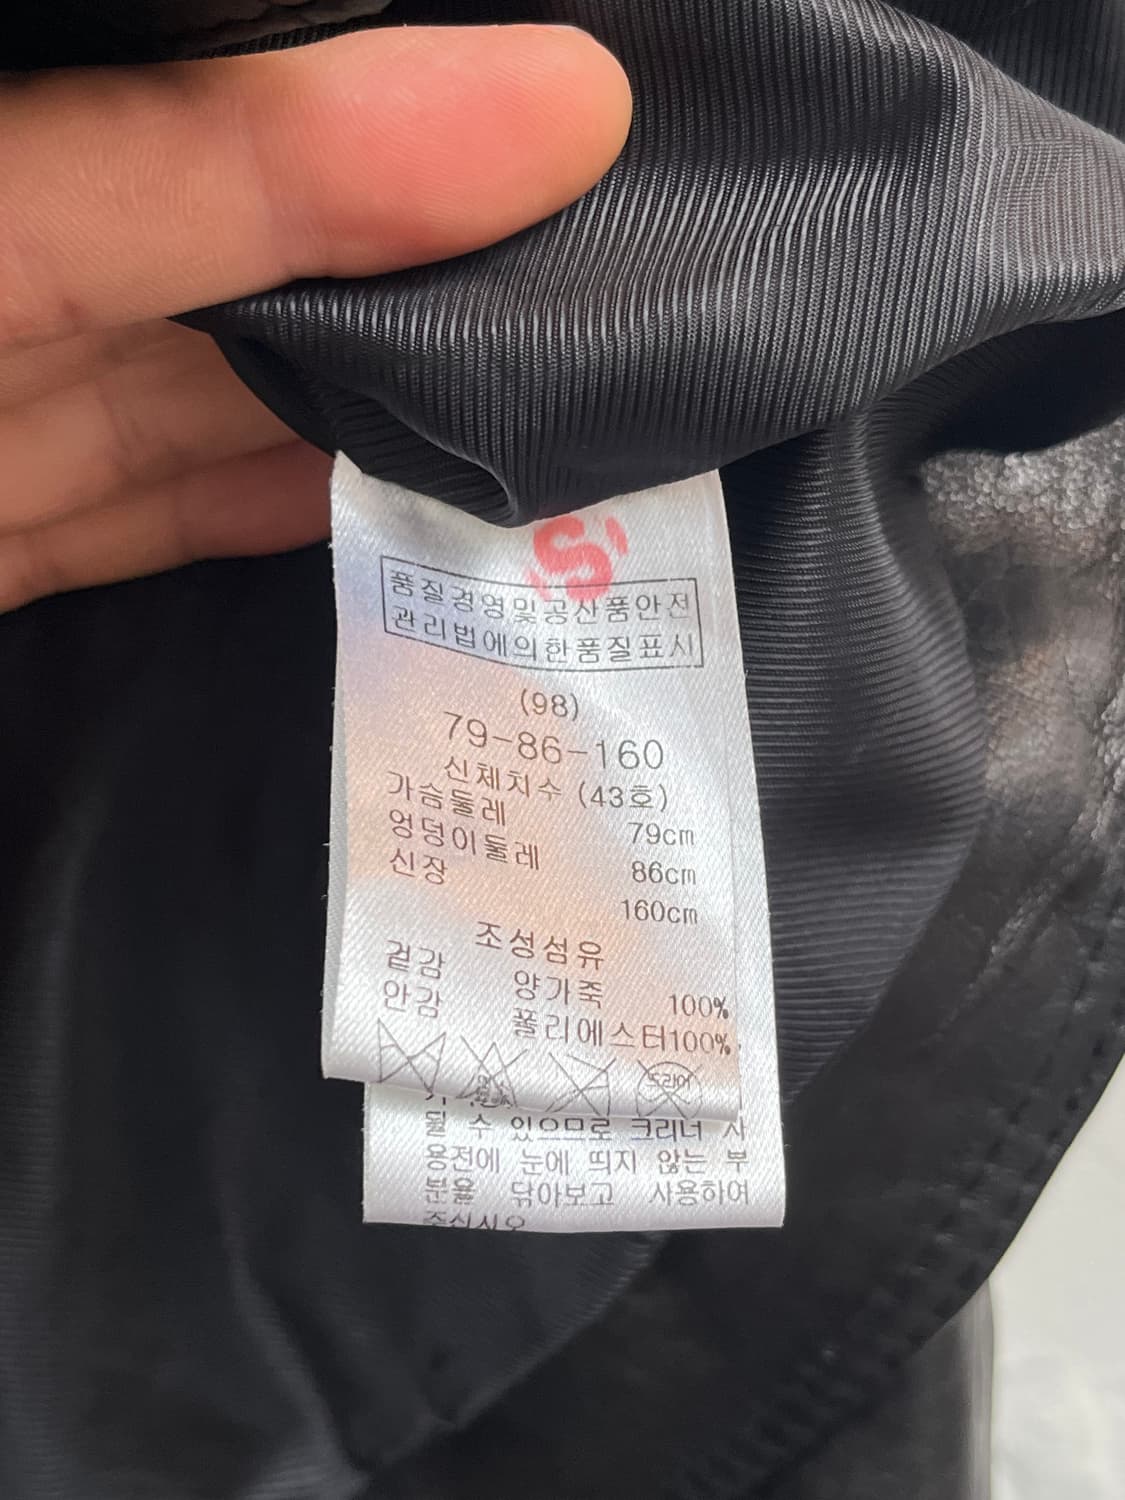 S
품질경영및공산품안전
관리법에의한품질표시
(98)
79-86-160
신체치수 (43호)
가슴둘레 79cm
엉덩이둘레 86cm
신장 160cm
조성섬유
겉감 양가죽 100%
안감 폴리에스터100%
드라이
될 수 있으므로 크리너 사
용전에 눈에 띄지 않는 부
분을 닦아보고 사용하여
주십시오